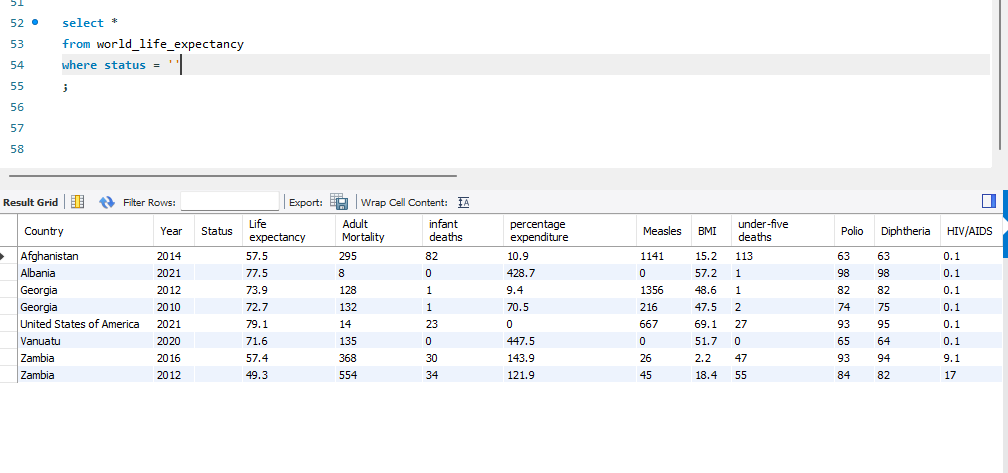 51
52 select *
53 from world_life_expectancy
54 where status = ''
55 ;
56
57
58
Result Grid Filter Rows: Export: Wrap Cell Content:
Country Year Status Life expectancy Adult Mortality infant deaths percentage expenditure Measles BMI under-five deaths Polio Diphtheria HIV/AIDS
Afghanistan 2014 57.5 295 82 10.9 1141 15.2 113 63 63 0.1
Albania 2021 77.5 8 0 428.7 0 57.2 1 98 98 0.1
Georgia 2012 73.9 128 1 9.4 1356 48.6 1 82 82 0.1
Georgia 2010 72.7 132 1 70.5 216 47.5 2 74 75 0.1
United States of America 2021 79.1 14 23 0 667 69.1 27 93 95 0.1
Vanuatu 2020 71.6 135 0 447.5 0 51.7 0 65 64 0.1
Zambia 2016 57.4 368 30 143.9 26 2.2 47 93 94 9.1
Zambia 2012 49.3 554 34 121.9 45 18.4 55 84 82 17